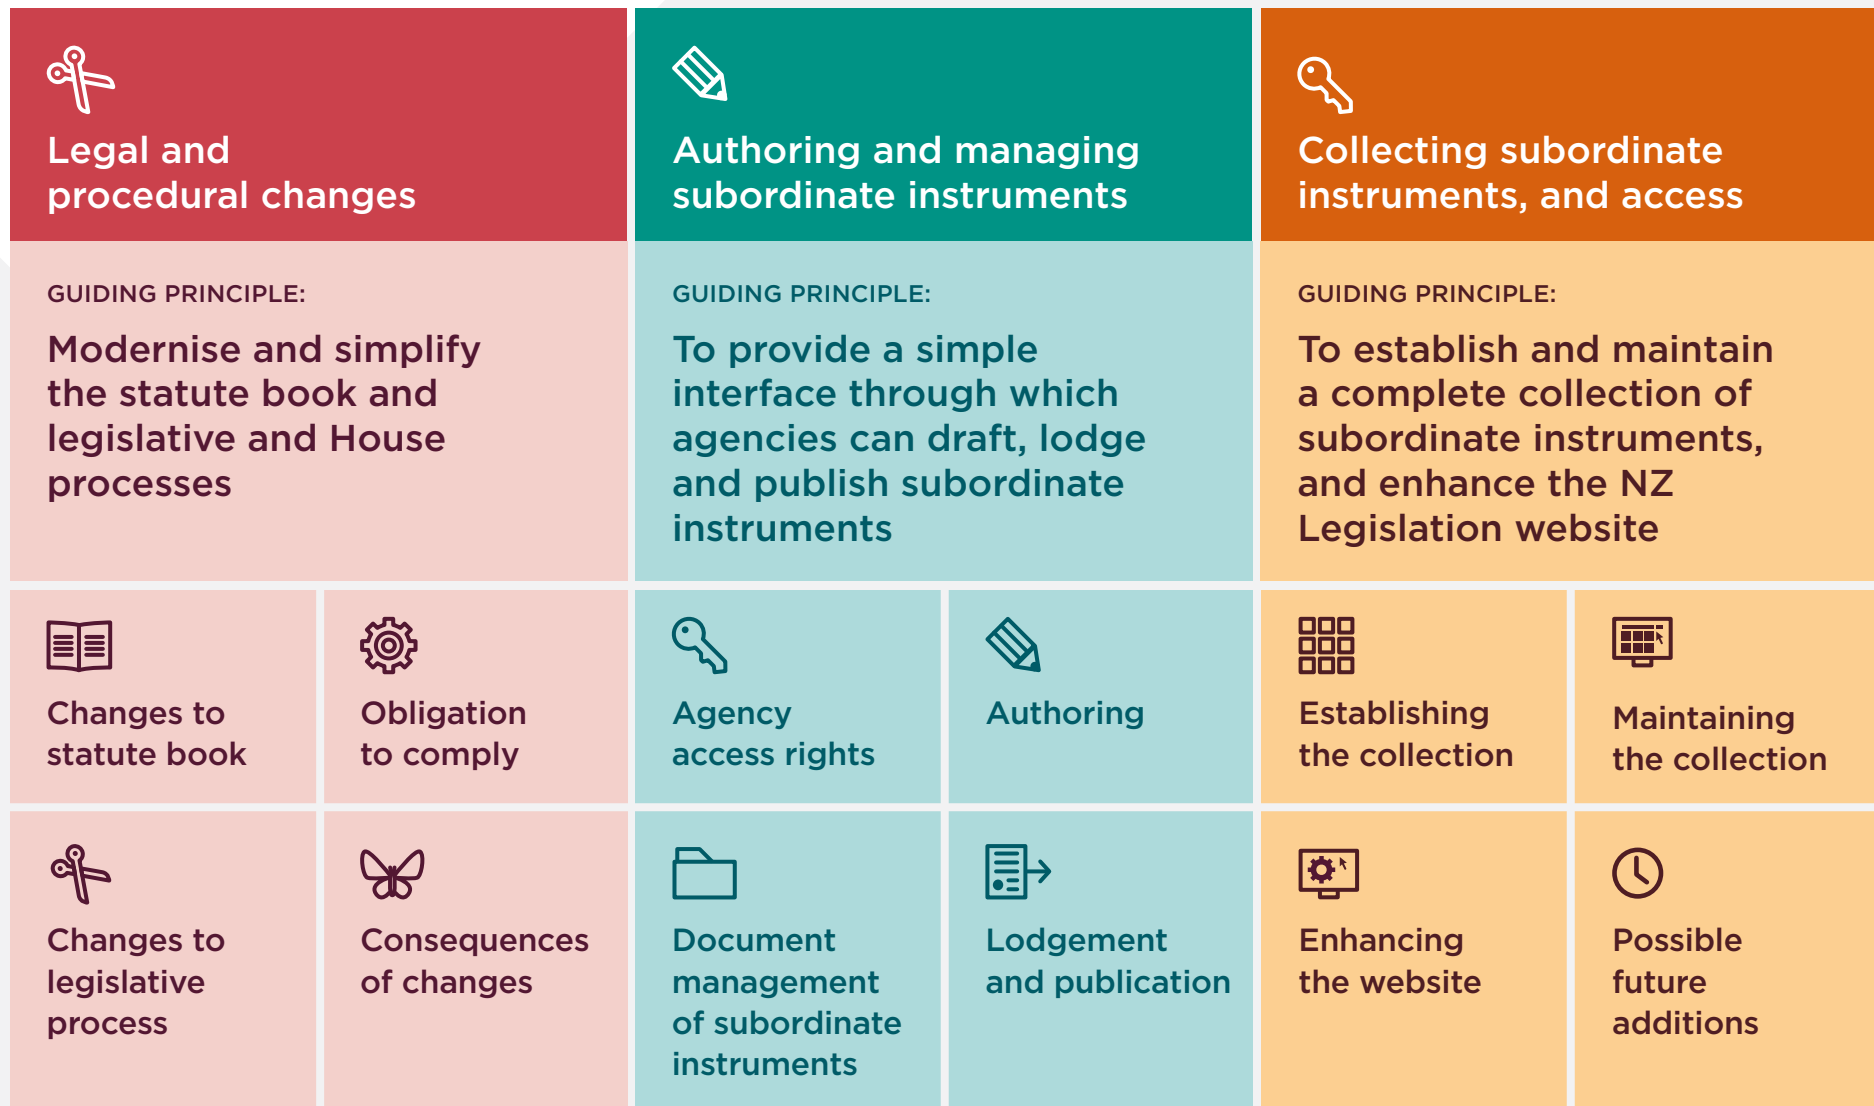 Legal and
procedural changes
GUIDING PRINCIPLE:
Modernise and simplify
the statute book and
legislative and House
processes
Changes to
statute book
Obligation
to comply
Changes to
legislative
process
Consequences
of changes
Authoring and managing
subordinate instruments
GUIDING PRINCIPLE:
To provide a simple
interface through which
agencies can draft, lodge
and publish subordinate
instruments
Agency
access rights
Authoring
Document
management
of subordinate
instruments
Lodgement
and publication
Collecting subordinate
instruments, and access
GUIDING PRINCIPLE:
To establish and maintain
a complete collection of
subordinate instruments,
and enhance the NZ
Legislation website
Establishing
the collection
Maintaining
the collection
Enhancing
the website
Possible
future
additions